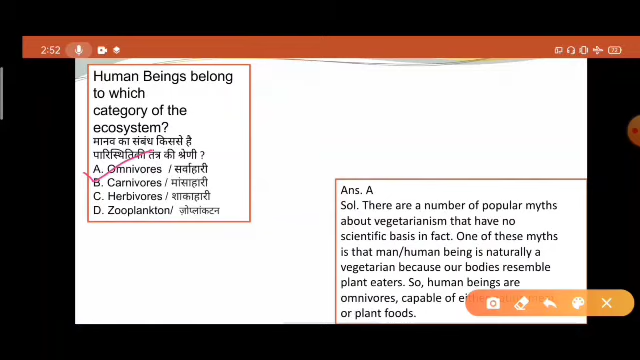 2:52
72
Human Beings belong
to which
category of the
ecosystem?
मानव का संबंध किससे है
पारिस्थितिकी तंत्र की श्रेणी ?
A. Omnivores / सर्वाहारी
B. Carnivores / मांसाहारी
C. Herbivores / शाकाहारी
D. Zooplankton/ ज़ोप्लांकटन
Ans. A
Sol. There are a number of popular myths
about vegetarianism that have no
scientific basis in fact. One of these myths
is that man/human being is naturally a
vegetarian because our bodies resemble
plant eaters. So, human beings are
omnivores, capable of
or plant foods.